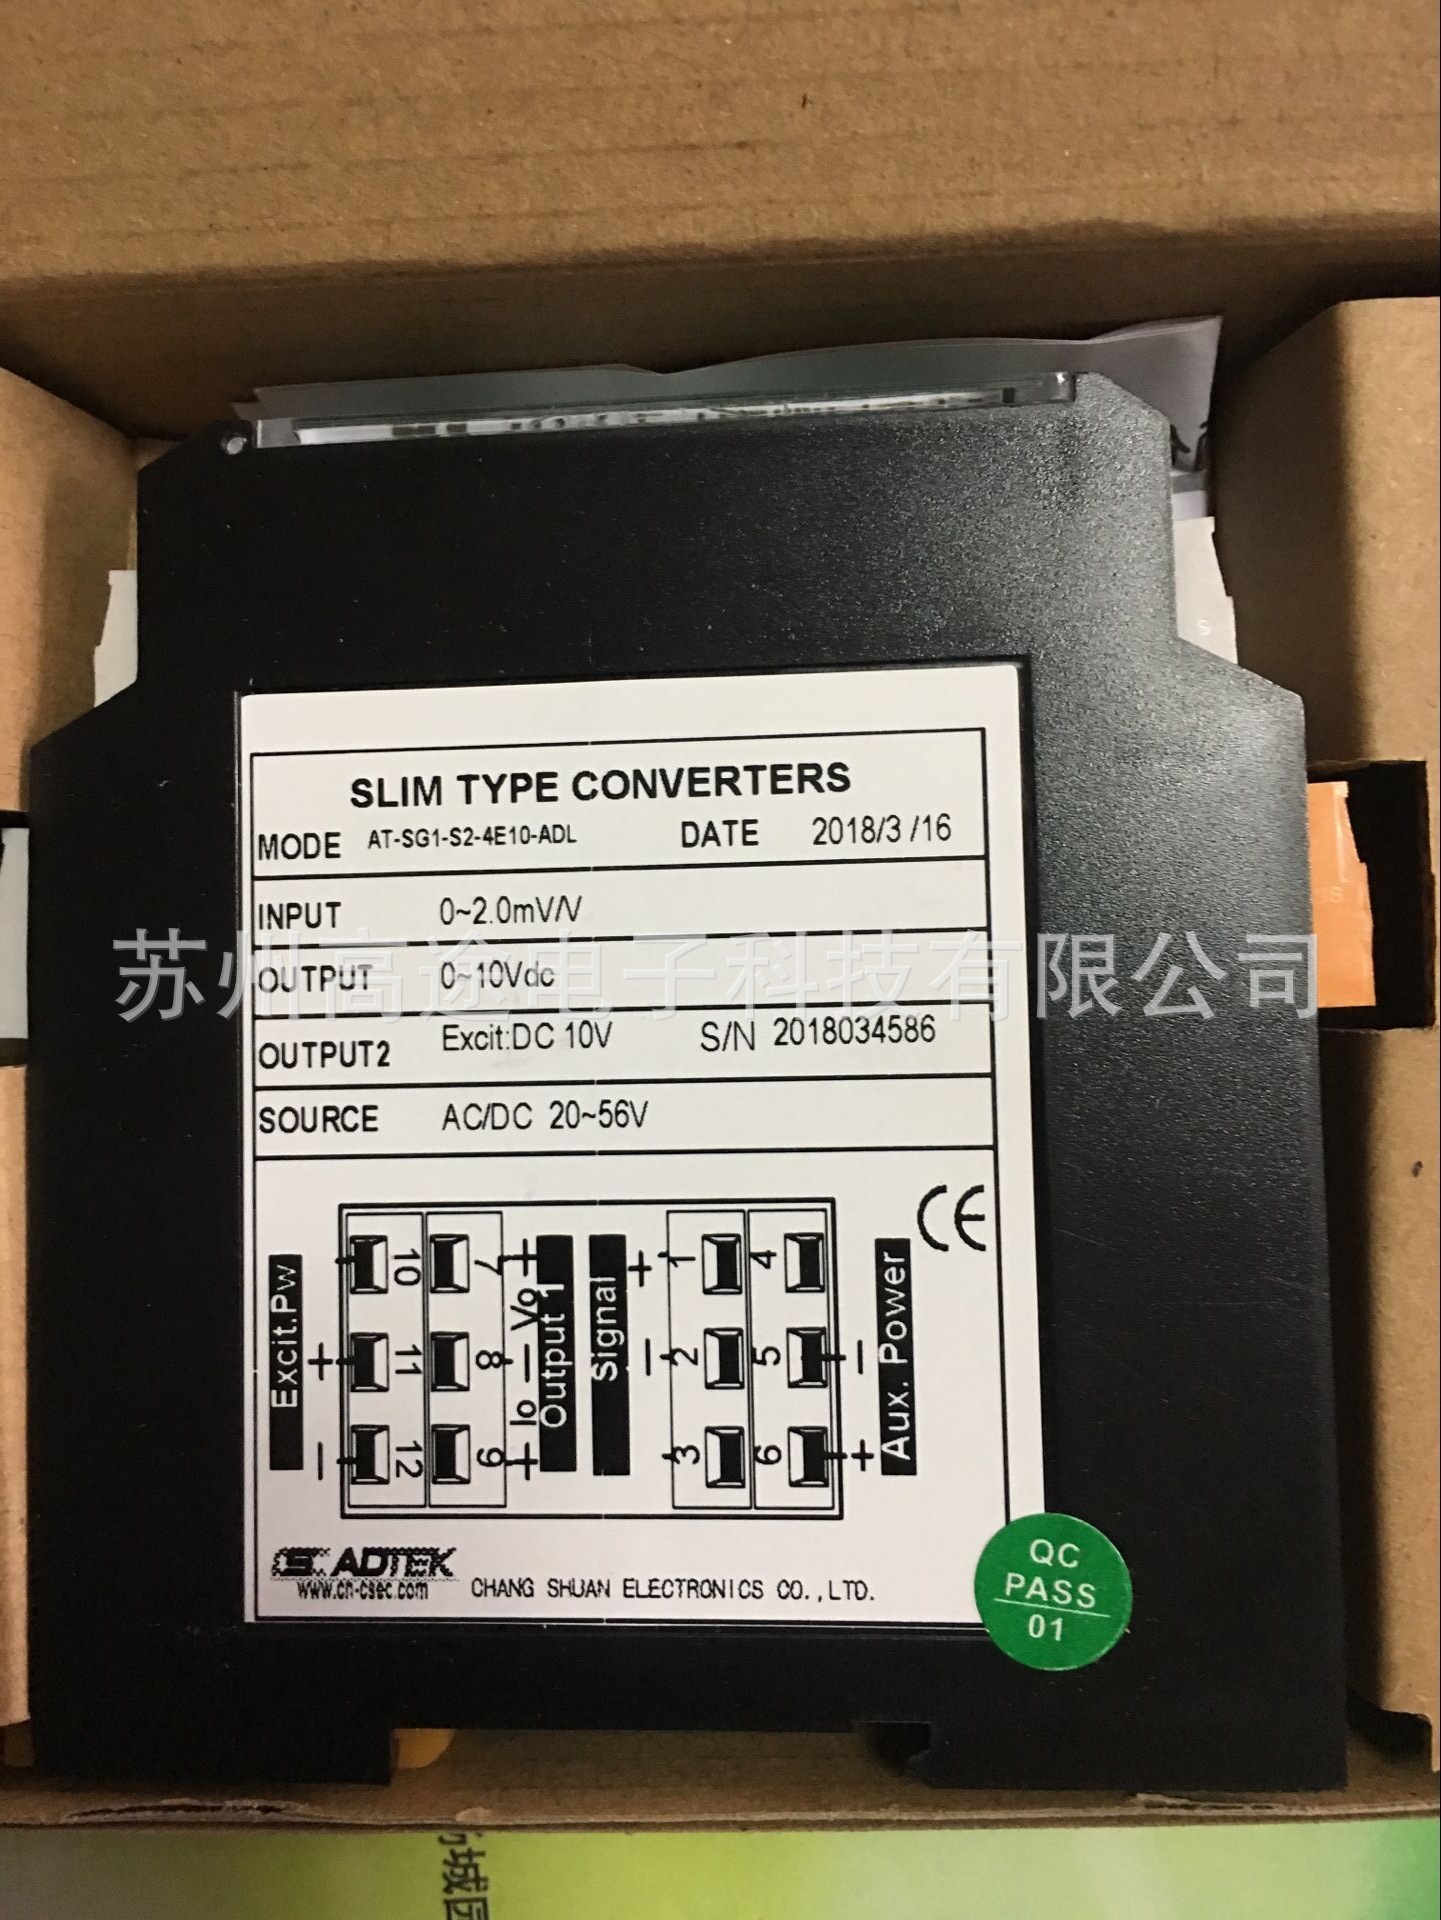 SLIM TYPE CONVERTERS
MODE AT-SG1-S2-4E10-ADL DATE 2018/3 /16
INPUT 0~2.0mV/V
苏州高途电子科技有限公司
OUTPUT 0~10Vdc
OUTPUT2 Excit:DC 10V S/N 2018034586
SOURCE AC/DC 20~56V
CE
Excit.Pw
+
−
10 11 12
7 8 9
+ − +
Vo Io
Output 1
Signal
+ −
1 2 3
4 5 6
− +
Aux. Power
ADTEK
www.cn-csec.com CHANG SHUAN ELECTRONICS CO.,LTD.
QC
PASS
01